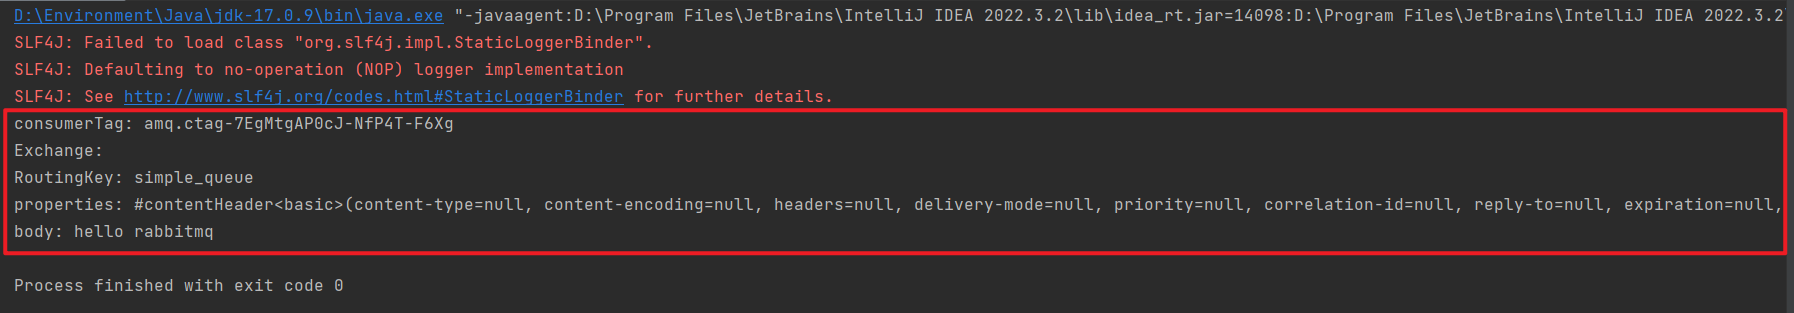 D:\Environment\Java\jdk-17.0.9\bin\java.exe "-javaagent:D:\Program Files\JetBrains\IntelliJ IDEA 2022.3.2\lib\idea_rt.jar=14098:D:\Program Files\JetBrains\IntelliJ IDEA 2022.3.2\
SLF4J: Failed to load class "org.slf4j.impl.StaticLoggerBinder".
SLF4J: Defaulting to no-operation (NOP) logger implementation
SLF4J: See http://www.slf4j.org/codes.html#StaticLoggerBinder for further details.
consumerTag: amq.ctag-7EgMtgAP0cJ-NfP4T-F6Xg
Exchange:
RoutingKey: simple_queue
properties: #contentHeader<basic>(content-type=null, content-encoding=null, headers=null, delivery-mode=null, priority=null, correlation-id=null, reply-to=null, expiration=null,
body: hello rabbitmq
Process finished with exit code 0